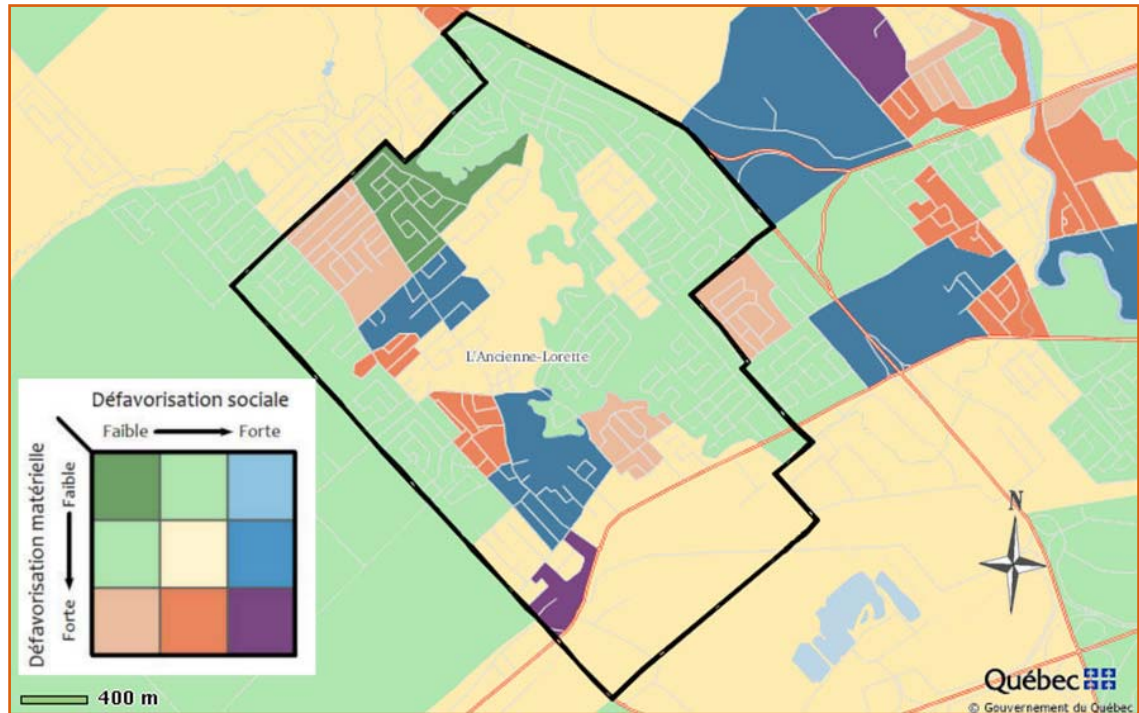 L'Ancienne-Lorette
Défavorisation sociale
Faible
Forte
Défavorisation matérielle
Faible
Forte
N
400 m
Québec
© Gouvernement du Québec